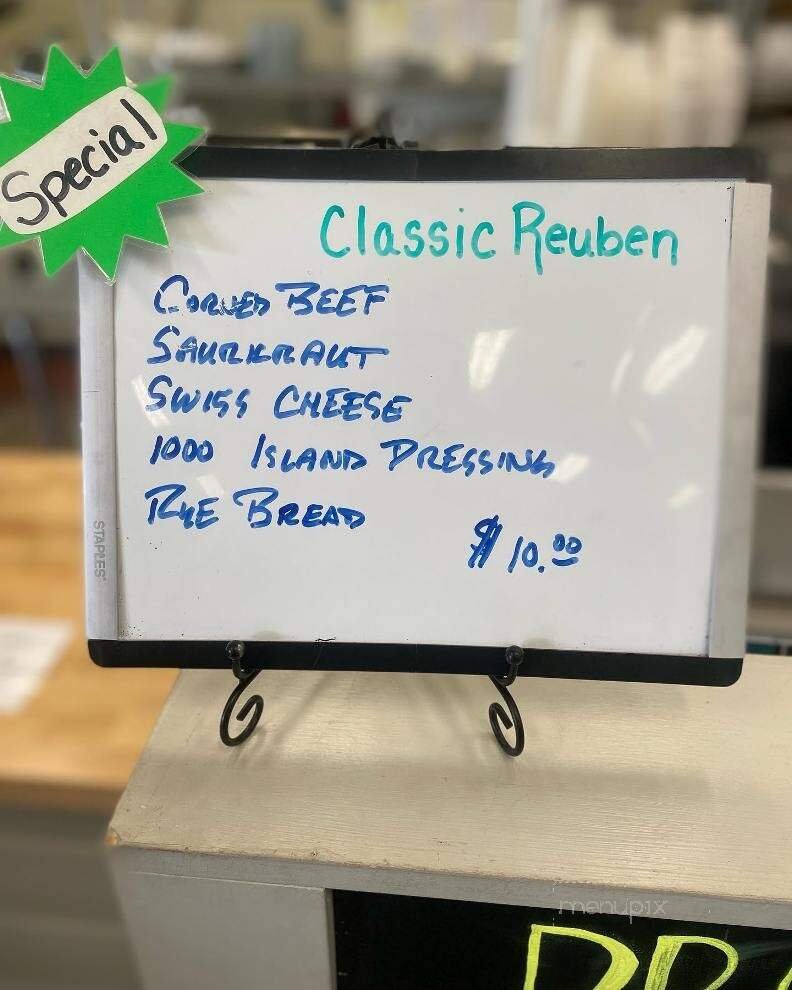 Special
Classic Reuben
CORNED BEEF
SAURKRAUT
SWISS CHEESE
1000 ISLAND DRESSING
RYE BREAD
$10.00
STAPLES
menupix